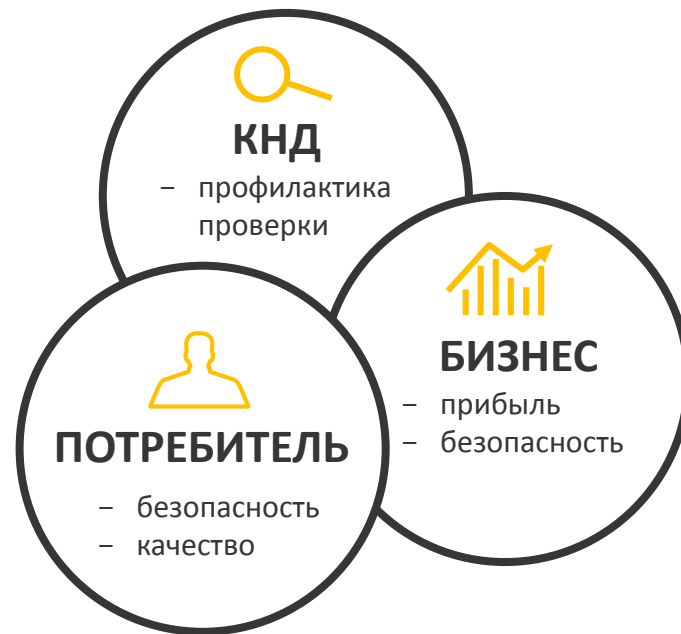 КНД
– профилактика
проверки
БИЗНЕС
– прибыль
– безопасность
ПОТРЕБИТЕЛЬ
– безопасность
– качество